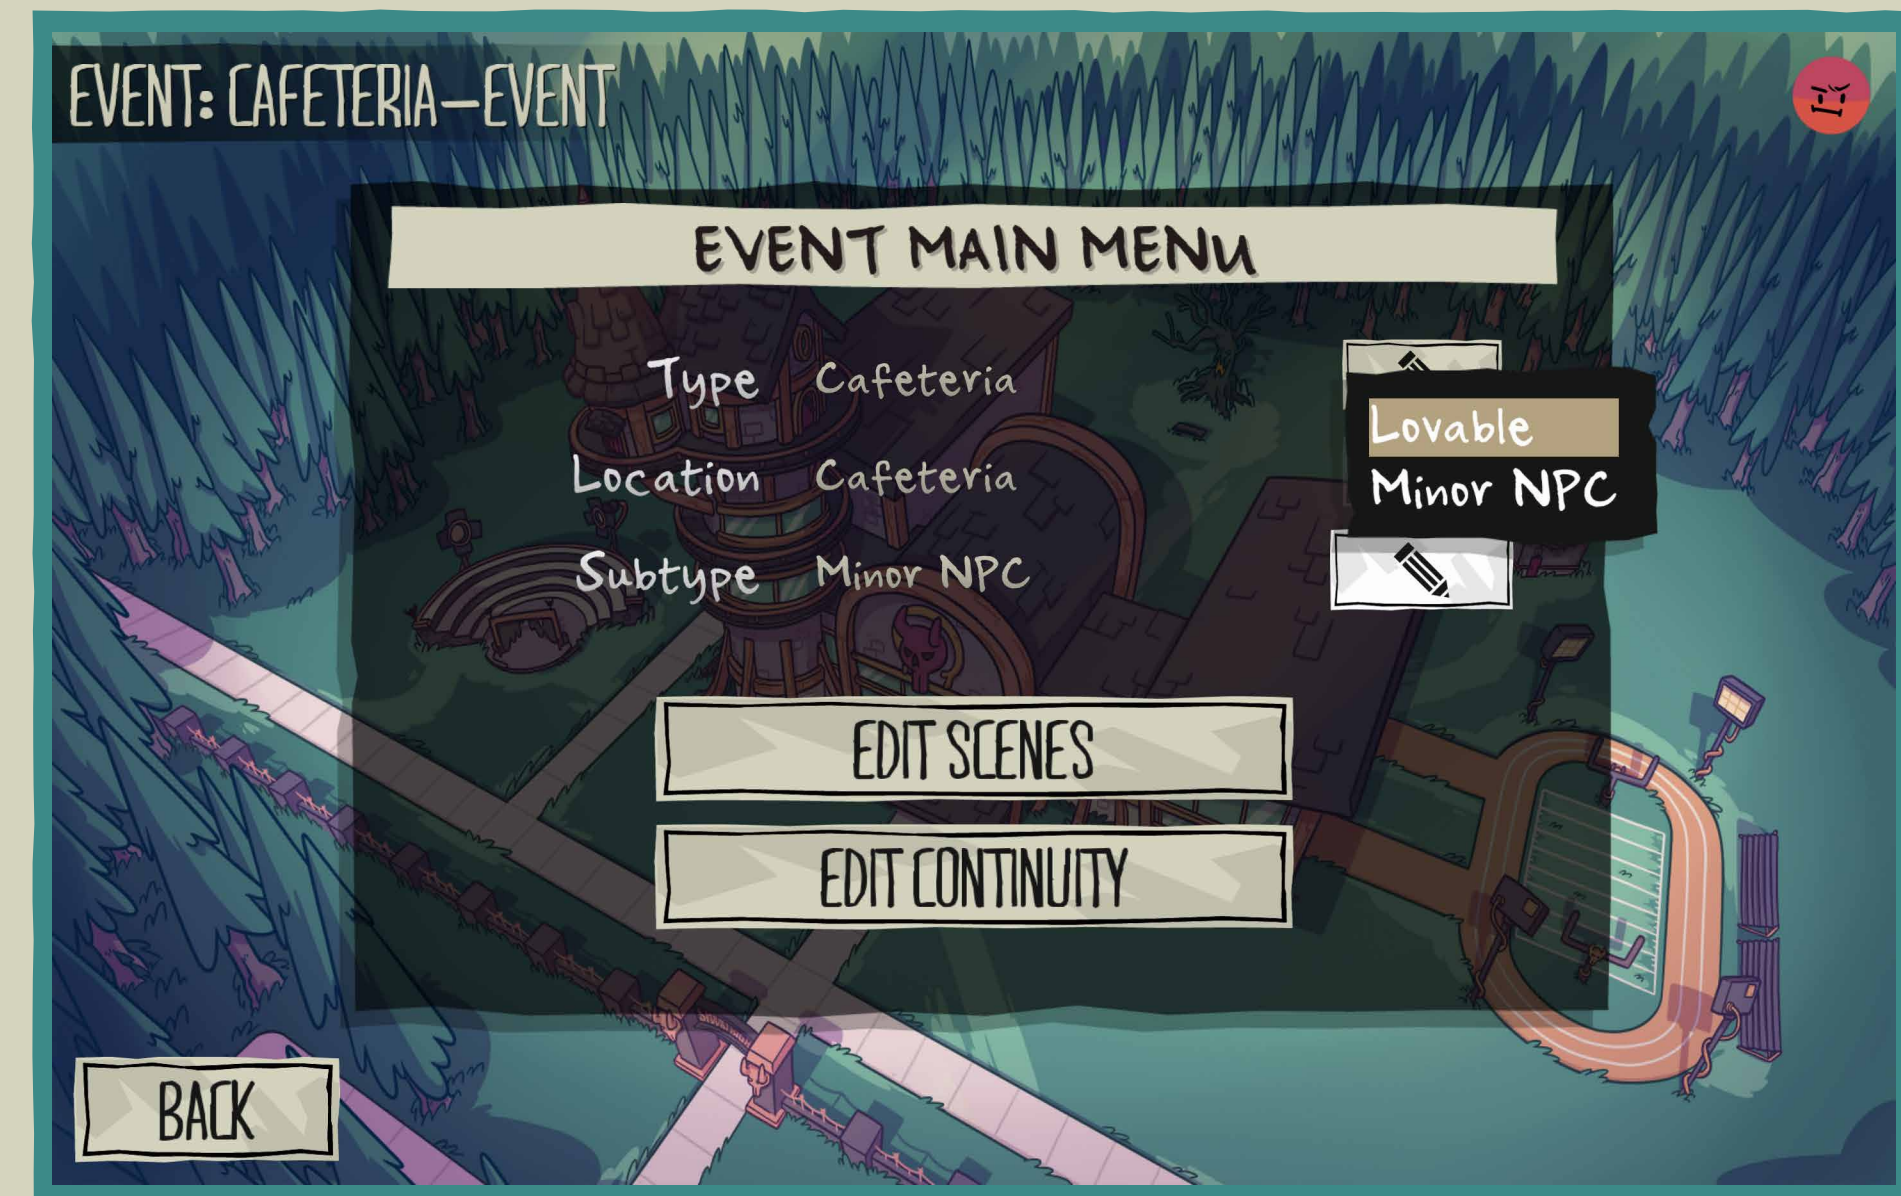 EVENT: CAFETERIA-EVENT
EVENT MAIN MENU
Type Cafeteria
Lovable
Location Cafeteria
Minor NPC
Subtype Minor NPC
EDIT SCENES
EDIT CONTINUITY
BACK